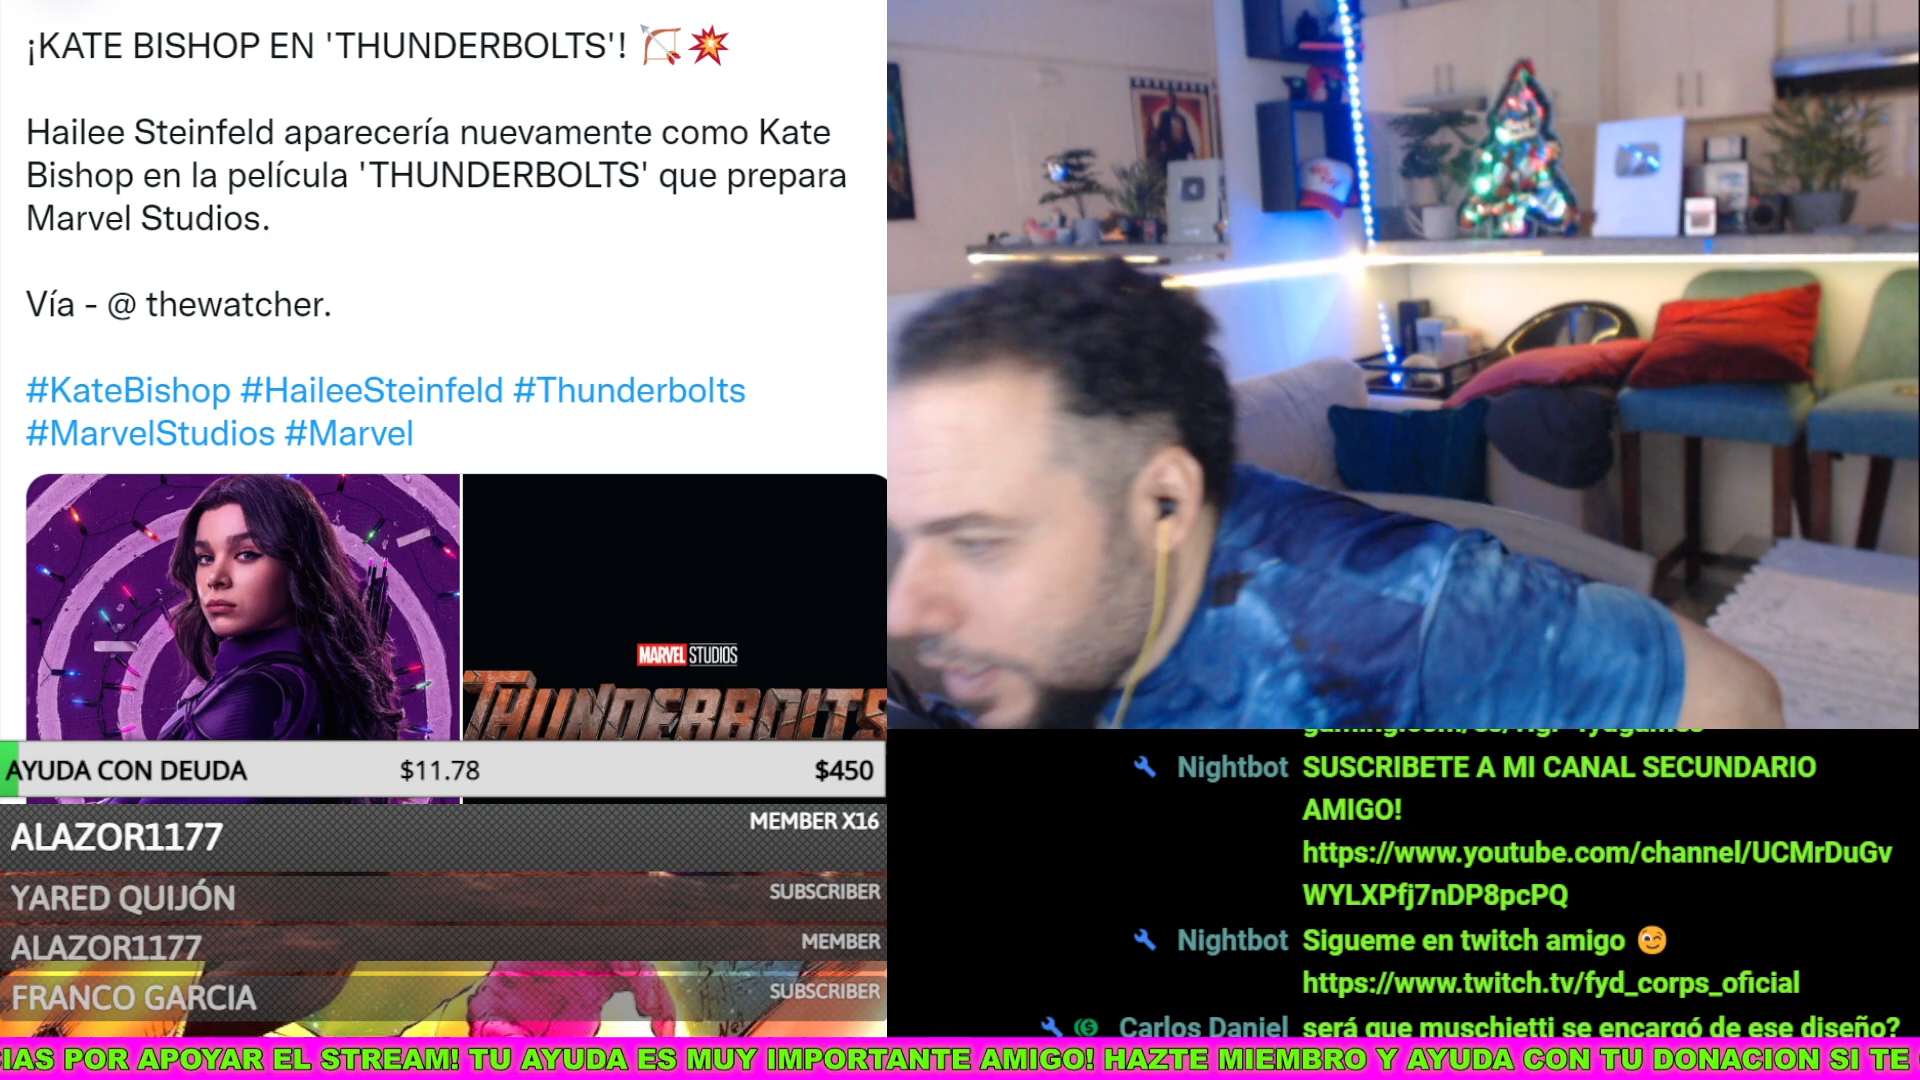 ¡KATE BISHOP EN 'THUNDERBOLTS'! 🏹💥
Hailee Steinfeld aparecería nuevamente como Kate
Bishop en la película 'THUNDERBOLTS' que prepara
Marvel Studios.
Vía - @ thewatcher.
#KateBishop #HaileeSteinfeld #Thunderbolts
#MarvelStudios #Marvel
MARVEL STUDIOS
THUNDERBOLTS
AYUDA CON DEUDA $11.78 $450
ALAZOR1177 MEMBER X16
YARED QUIJÓN SUBSCRIBER
ALAZOR1177 MEMBER
FRANCO GARCIA SUBSCRIBER
Nightbot SUSCRIBETE A MI CANAL SECUNDARIO
AMIGO!
https://www.youtube.com/channel/UCMrDuGv
WYLXPfj7nDP8pcPQ
Nightbot Sigueme en twitch amigo 😉
https://www.twitch.tv/fyd_corps_oficial
Carlos Daniel será que muschietti se encargó de ese diseño?
CIAS POR APOYAR EL STREAM! TU AYUDA ES MUY IMPORTANTE AMIGO! HAZTE MIEMBRO Y AYUDA CON TU DONACION SI TE